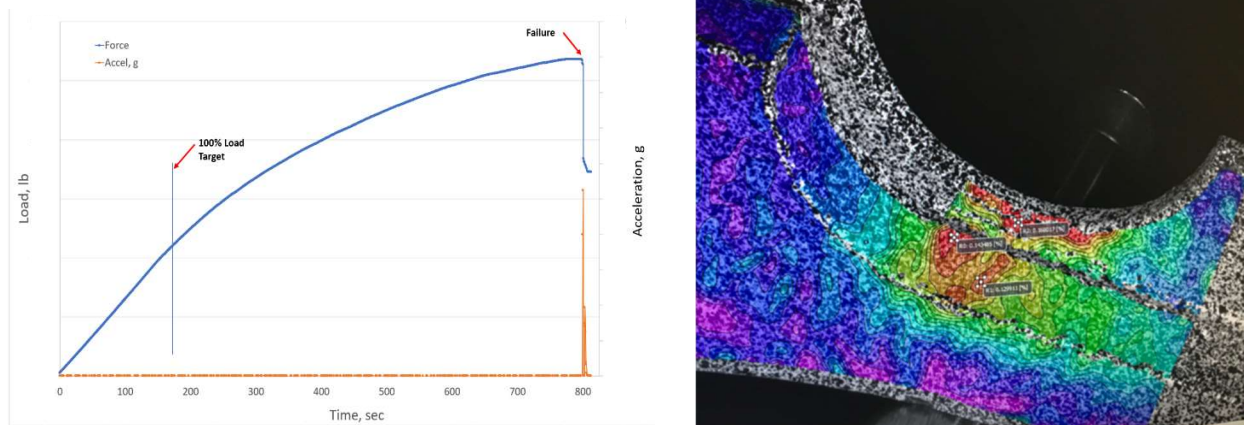 Failure
Force
Accel, g
100% Load
Target
Load, lb
Acceleration, g
0
100
200
300
400
500
600
700
800
Time, sec